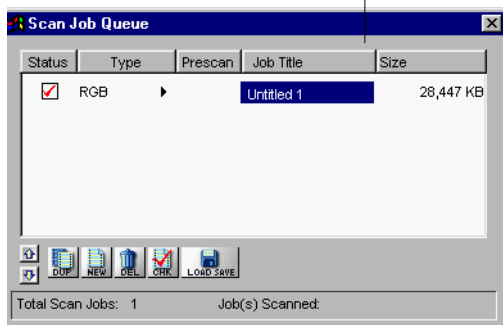 Scan Job Queue
Status Type Prescan Job Title Size
RGB Untitled 1 28,447 KB
DUP NEW DEL CHK LOAD SAVE
Total Scan Jobs: 1 Job(s) Scanned: